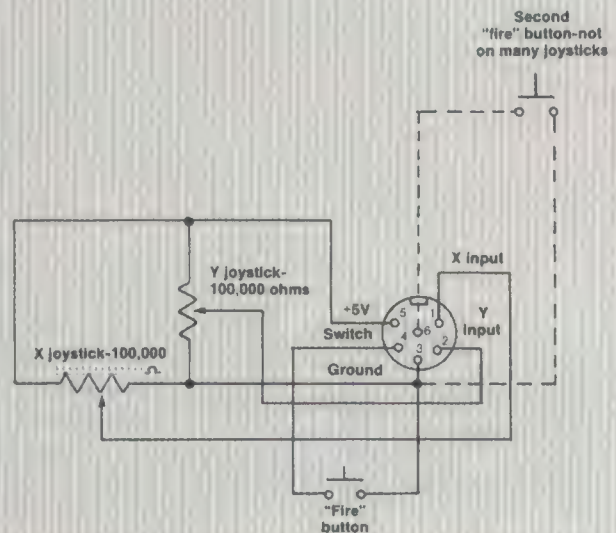 Second
"fire" button-not
on many joysticks
X input
Y joystick-
100,000 ohms
+5V
5
1
Y
Input
Switch
4
6
2
3
X joystick-100,000
Ω
Ground
"Fire"
button